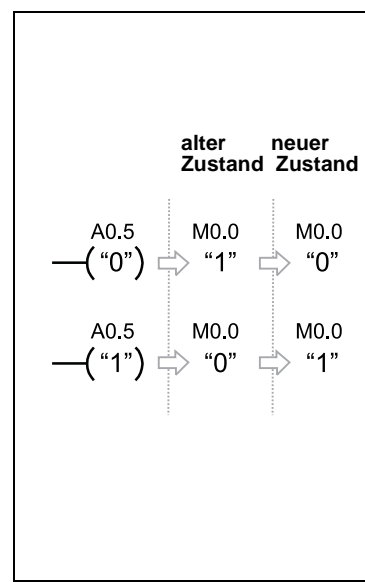 alter neuer
Zustand Zustand
A0.5 M0.0 M0.0
(“0”) “1” “0”
A0.5 M0.0 M0.0
(“1”) “0” “1”